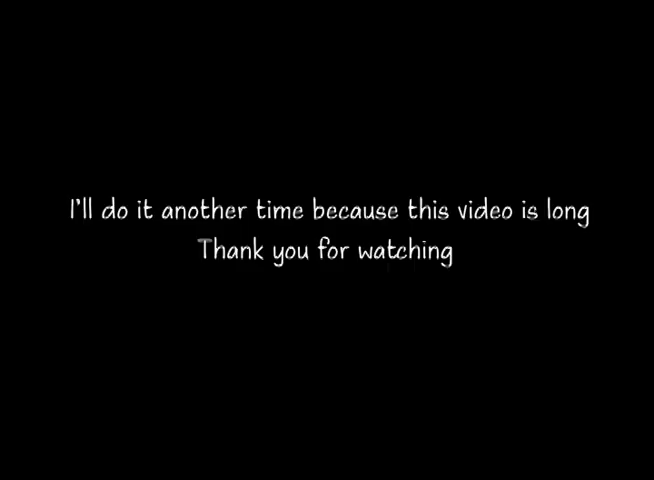 I'll do it another time because this video is long
Thank you for watching